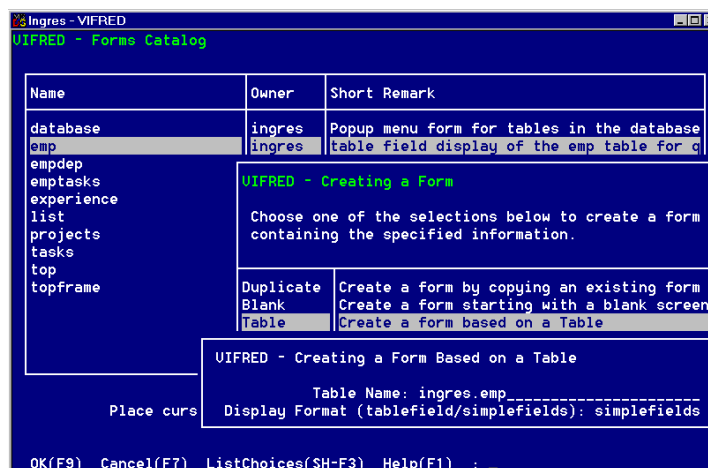 Ingres - VIFRED
VIFRED - Forms Catalog
Name Owner Short Remark
database ingres Popup menu form for tables in the database
emp ingres table field display of the emp table for q
empdep
emptasks
experience
list
projects
tasks
top
topframe
VIFRED - Creating a Form
Choose one of the selections below to create a form
containing the specified information.
Duplicate Create a form by copying an existing form
Blank Create a form starting with a blank screen
Table Create a form based on a Table
VIFRED - Creating a Form Based on a Table
Table Name: ingres.emp______________________
Display Format (tablefield/simplefields): simplefields
Place curs
OK(F9) Cancel(F7) ListChoices(SH-F3) Help(F1) : _